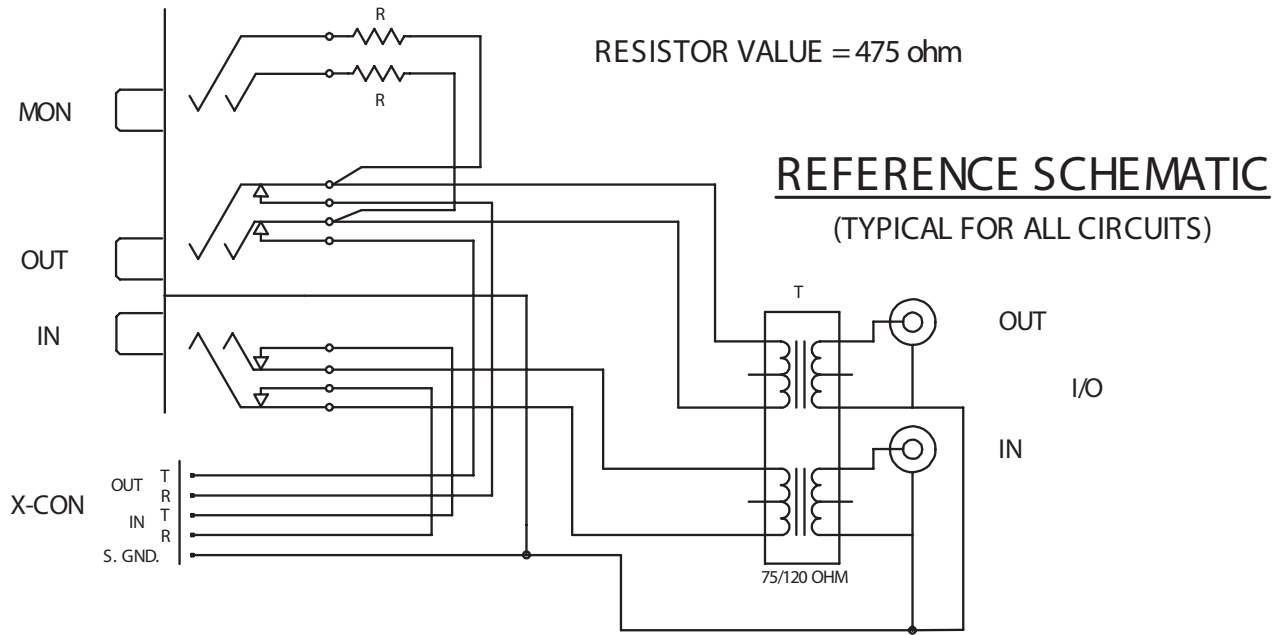 R
RESISTOR VALUE = 475 ohm
R
MON
REFERENCE SCHEMATIC
(TYPICAL FOR ALL CIRCUITS)
OUT
T
OUT
IN
I/O
IN
X-CON
OUT
T
R
IN
T
R
S. GND.
75/120 OHM